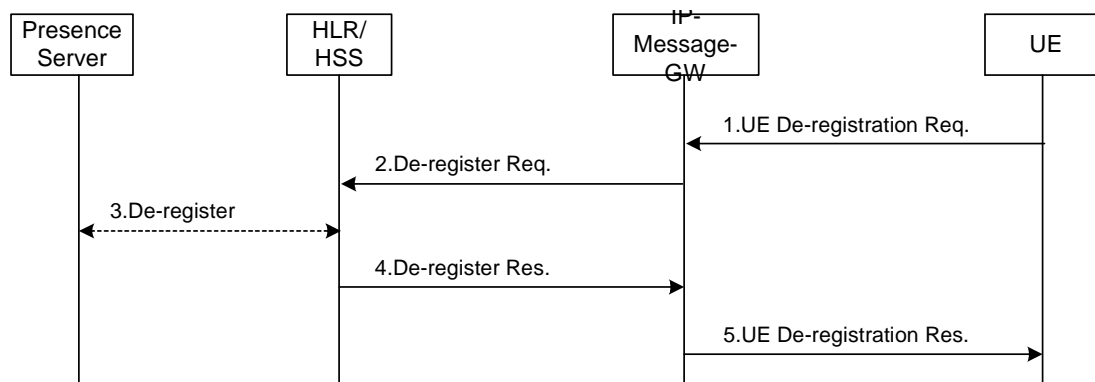 Presence
Server
HLR/
HSS
IP-
Message-
GW
UE
1.UE De-registration Req.
2.De-register Req.
3.De-register
4.De-register Res.
5.UE De-registration Res.